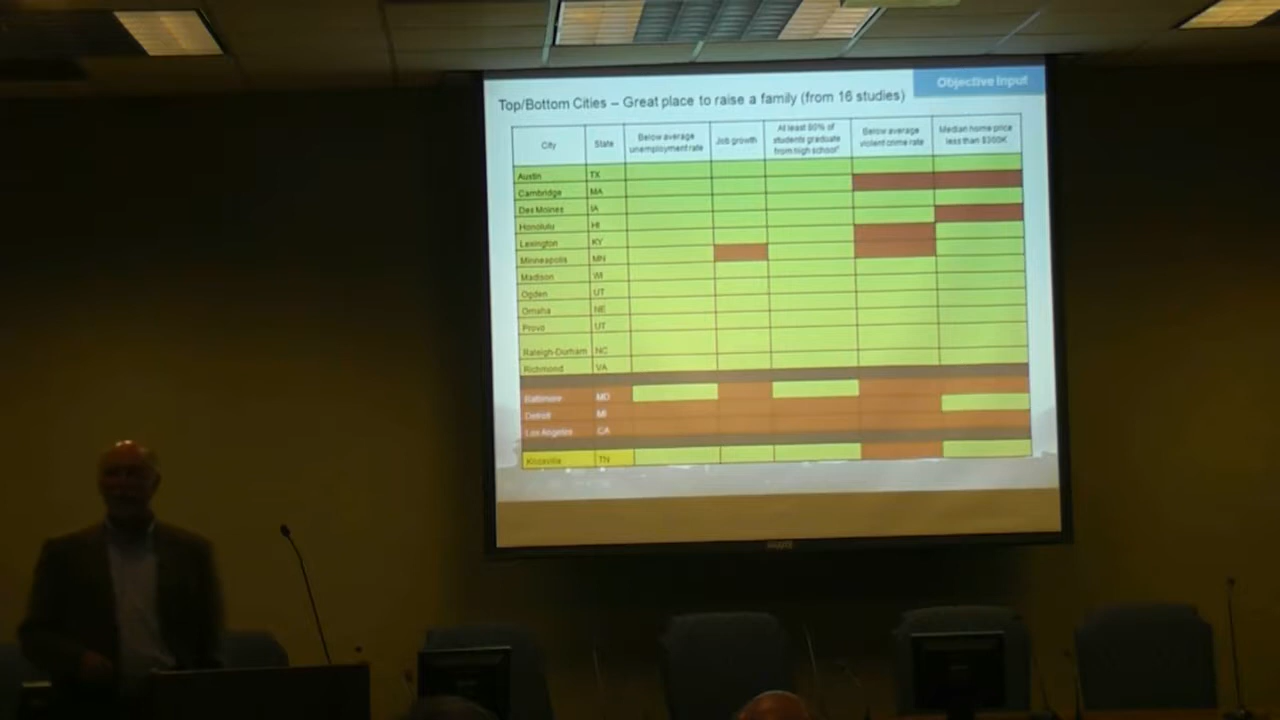 Objective Input
Top/Bottom Cities – Great place to raise a family (from 16 studies)
City State Below average unemployment rate Job growth At least 80% of students graduate from high school Below average violent crime rate Median home price less than $300K
Austin TX
Cambridge MA
Des Moines IA
Honolulu HI
Lexington KY
Minneapolis MN
Madison WI
Ogden UT
Omaha NE
Provo UT
Raleigh-Durham NC
Richmond VA
Baltimore MD
Detroit MI
Los Angeles CA
Knoxville TN